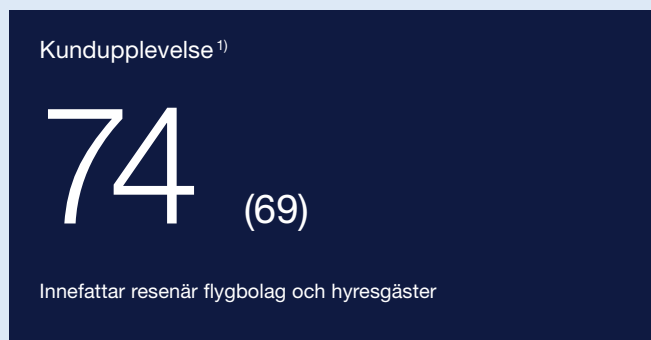 Kundupplevelse 1)
74 (69)
Innefattar resenär flygbolag och hyresgäster